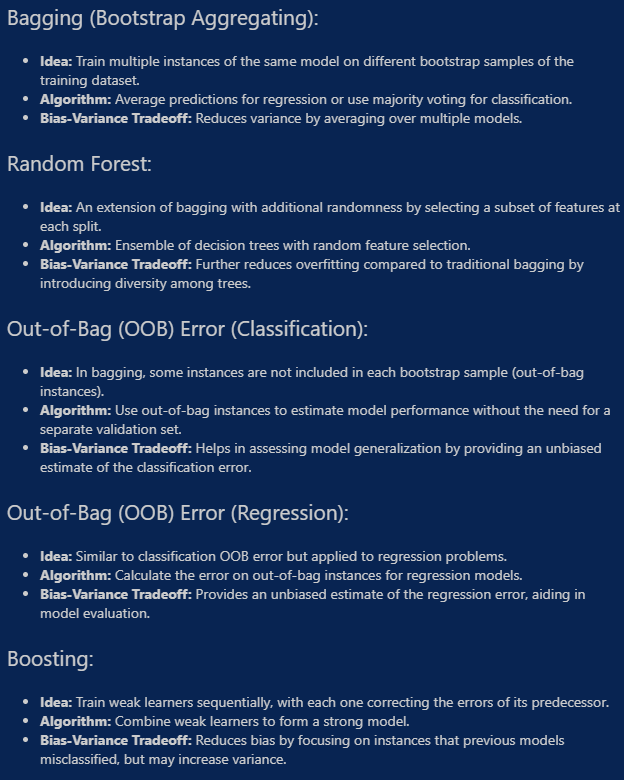 Bagging (Bootstrap Aggregating):
• Idea: Train multiple instances of the same model on different bootstrap samples of the
training dataset.
• Algorithm: Average predictions for regression or use majority voting for classification.
• Bias-Variance Tradeoff: Reduces variance by averaging over multiple models.
Random Forest:
• Idea: An extension of bagging with additional randomness by selecting a subset of features at
each split.
• Algorithm: Ensemble of decision trees with random feature selection.
• Bias-Variance Tradeoff: Further reduces overfitting compared to traditional bagging by
introducing diversity among trees.
Out-of-Bag (OOB) Error (Classification):
• Idea: In bagging, some instances are not included in each bootstrap sample (out-of-bag
instances).
• Algorithm: Use out-of-bag instances to estimate model performance without the need for a
separate validation set.
• Bias-Variance Tradeoff: Helps in assessing model generalization by providing an unbiased
estimate of the classification error.
Out-of-Bag (OOB) Error (Regression):
• Idea: Similar to classification OOB error but applied to regression problems.
• Algorithm: Calculate the error on out-of-bag instances for regression models.
• Bias-Variance Tradeoff: Provides an unbiased estimate of the regression error, aiding in
model evaluation.
Boosting:
• Idea: Train weak learners sequentially, with each one correcting the errors of its predecessor.
• Algorithm: Combine weak learners to form a strong model.
• Bias-Variance Tradeoff: Reduces bias by focusing on instances that previous models
misclassified, but may increase variance.